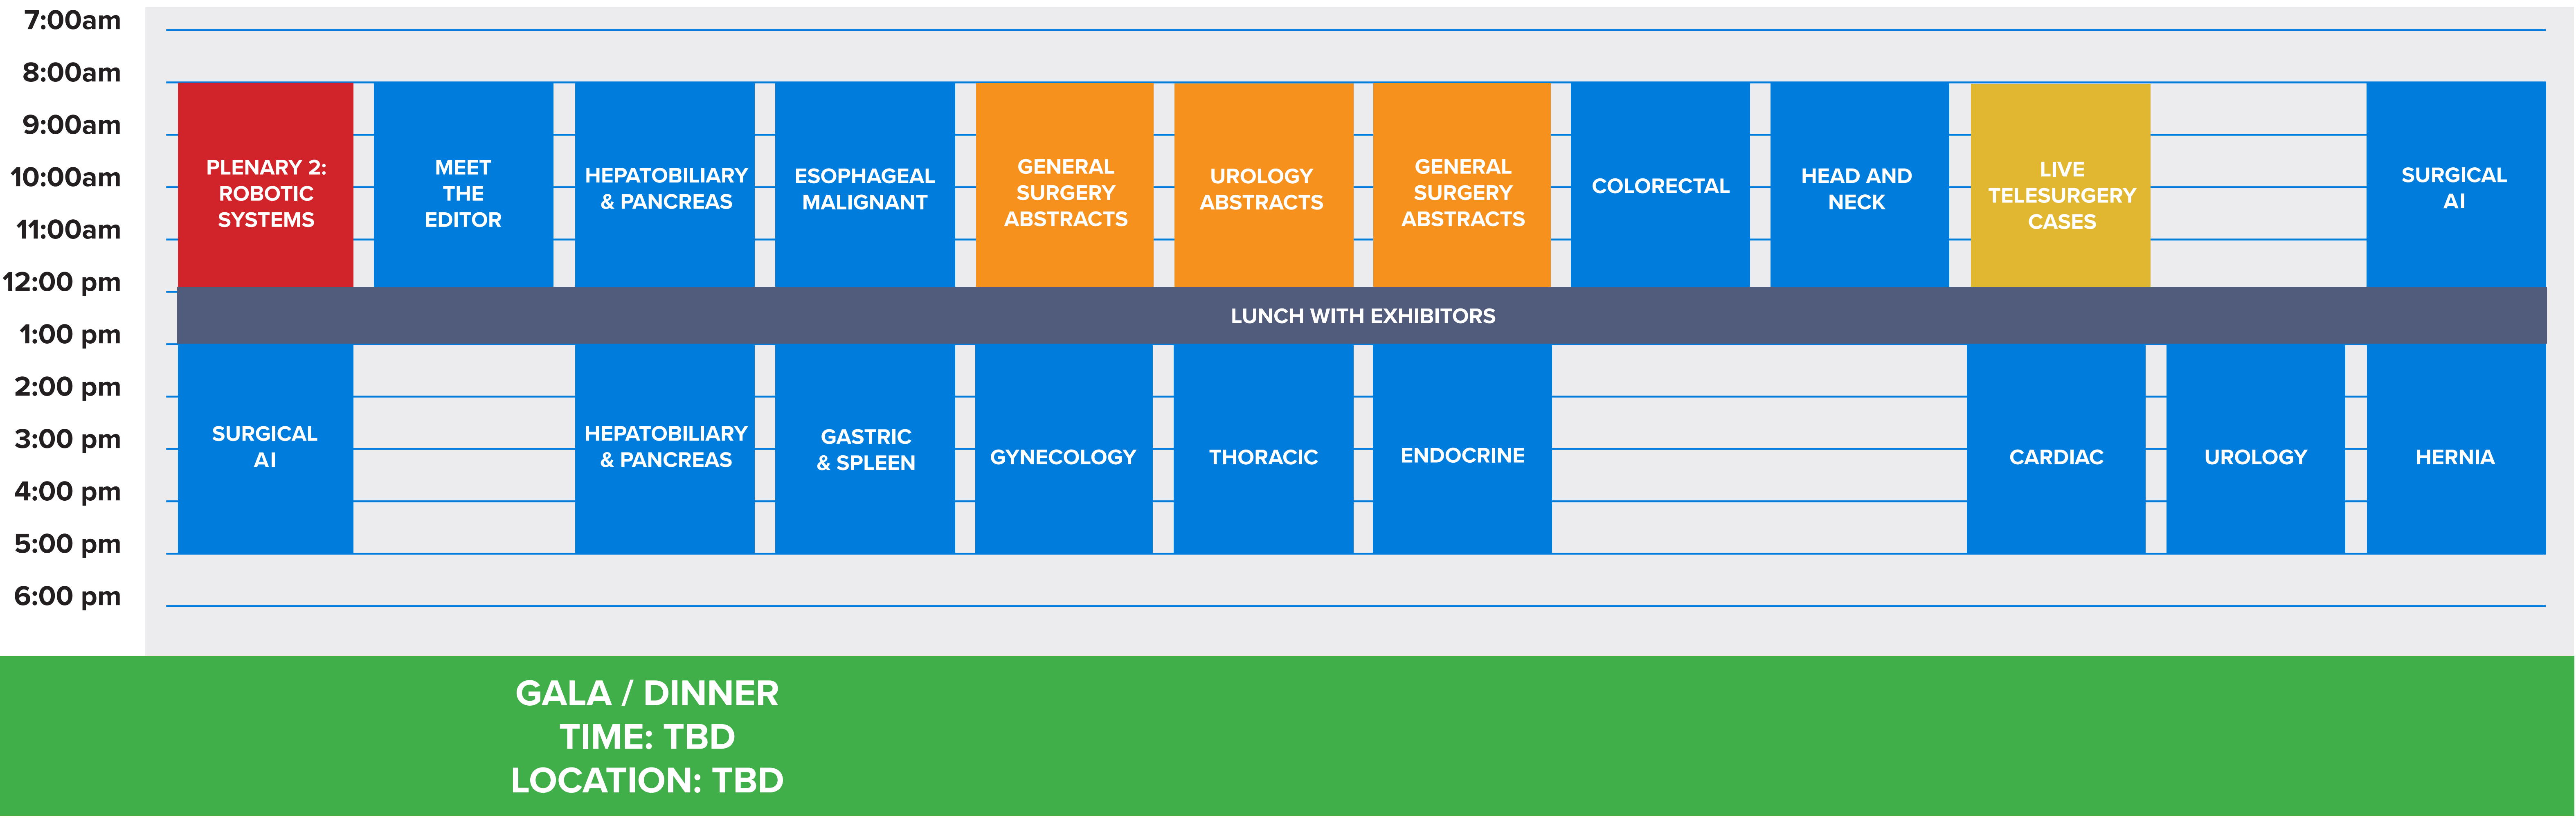 7:00am
8:00am
9:00am
10:00am
11:00am
12:00 pm
1:00 pm
2:00 pm
3:00 pm
4:00 pm
5:00 pm
6:00 pm
PLENARY 2:
ROBOTIC
SYSTEMS
MEET
THE
EDITOR
HEPATOBILIARY
& PANCREAS
ESOPHAGEAL
MALIGNANT
GENERAL
SURGERY
ABSTRACTS
UROLOGY
ABSTRACTS
GENERAL
SURGERY
ABSTRACTS
COLORECTAL
HEAD AND
NECK
LIVE
TELESURGERY
CASES
SURGICAL
AI
LUNCH WITH EXHIBITORS
SURGICAL
AI
HEPATOBILIARY
& PANCREAS
GASTRIC
& SPLEEN
GYNECOLOGY
THORACIC
ENDOCRINE
CARDIAC
UROLOGY
HERNIA
GALA / DINNER
TIME: TBD
LOCATION: TBD